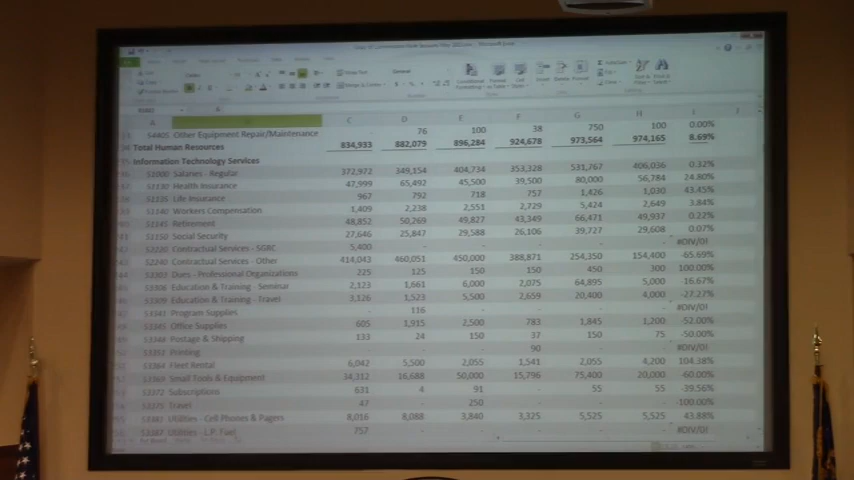 A C D E F G H I J
54405 Other Equipment Repair/Maintenance - 76 100 38 750 100 0.00%
Total Human Resources 834,933 882,079 896,284 924,678 973,564 974,165 8.69%
Information Technology Services
51000 Salaries - Regular 372,972 349,154 404,734 353,328 531,767 406,036 0.32%
51130 Health Insurance 47,999 65,492 45,500 39,500 80,000 56,784 24.80%
51135 Life Insurance 967 792 718 757 1,426 1,030 43.45%
51140 Workers Compensation 1,409 2,238 2,551 2,729 5,424 2,649 3.84%
51145 Retirement 48,852 50,269 49,827 43,349 66,471 49,937 0.22%
51150 Social Security 27,646 25,847 29,588 26,106 39,727 29,608 0.07%
52220 Contractual Services - SGRC 5,400 - - - - - #DIV/0!
52240 Contractual Services - Other 414,043 460,051 450,000 388,871 254,350 154,400 -65.69%
53303 Dues - Professional Organizations 225 125 150 150 450 300 100.00%
53308 Education & Training - Seminar 2,123 1,661 6,000 2,075 64,895 5,000 -16.67%
53309 Education & Training - Travel 3,126 1,523 5,500 2,659 20,400 4,000 -27.27%
53343 Program Supplies - 116 - - - - #DIV/0!
53345 Office Supplies 605 1,915 2,500 783 1,845 1,200 -52.00%
53348 Postage & Shipping 133 24 150 37 150 75 -50.00%
53351 Printing - - - 90 - - #DIV/0!
53364 Fleet Rental 6,042 5,500 2,055 1,541 2,055 4,200 104.38%
53369 Small Tools & Equipment 34,312 16,688 50,000 15,796 75,400 20,000 -60.00%
53372 Subscriptions 631 4 91 - 55 55 -39.56%
53375 Travel 47 - 250 - - - -100.00%
53381 Utilities - Cell Phones & Pagers 8,016 8,088 3,840 3,325 5,525 5,525 43.88%
53387 Utilities - L.P. Fuel 757 - - - - - #DIV/0!